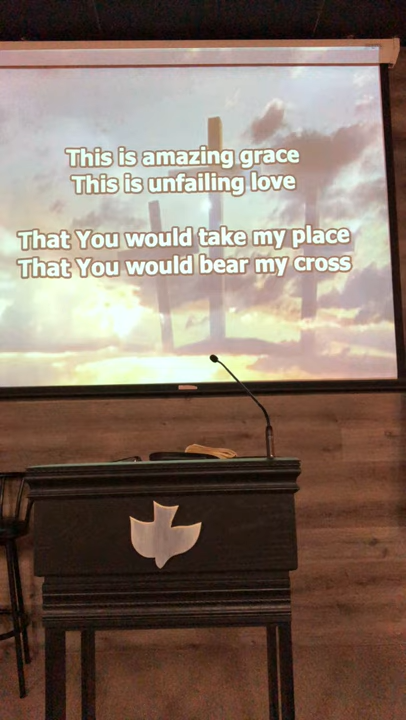 This is amazing grace
This is unfailing love
That You would take my place
That You would bear my cross